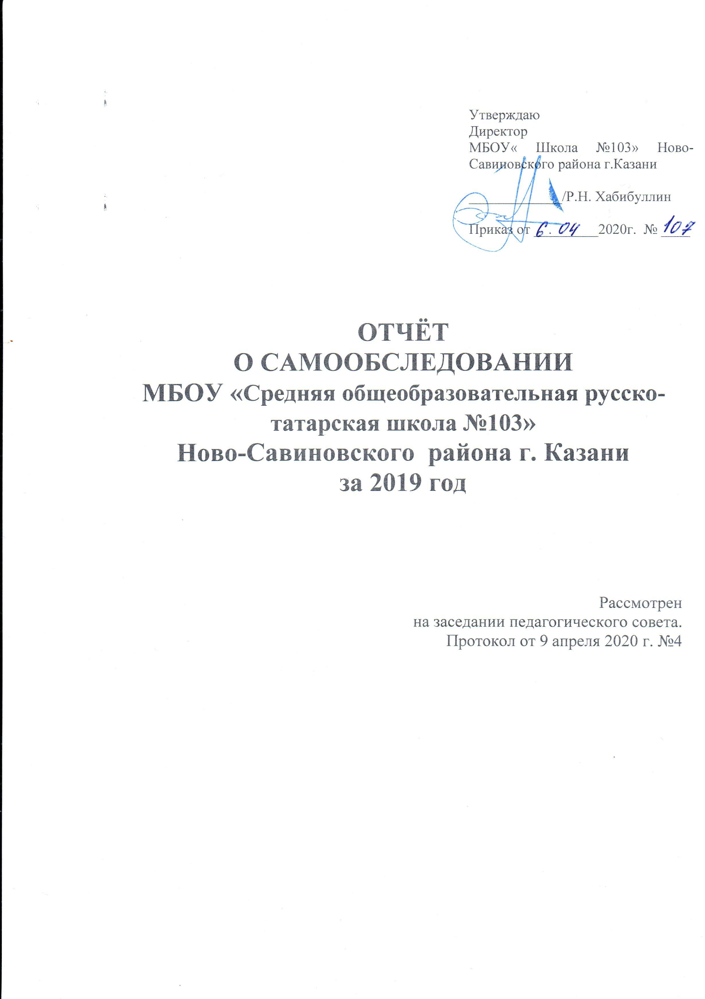 Утверждаю
Директор
МБОУ« Школа №103» Ново-
Савиновского района г.Казани
______________/Р.Н. Хабибуллин
Приказ от 6.04 2020г. № 107
ОТЧЁТ
О САМООБСЛЕДОВАНИИ
МБОУ «Средняя общеобразовательная русско-
татарская школа №103»
Ново-Савиновского района г. Казани
за 2019 год
Рассмотрен
на заседании педагогического совета.
Протокол от 9 апреля 2020 г. №4